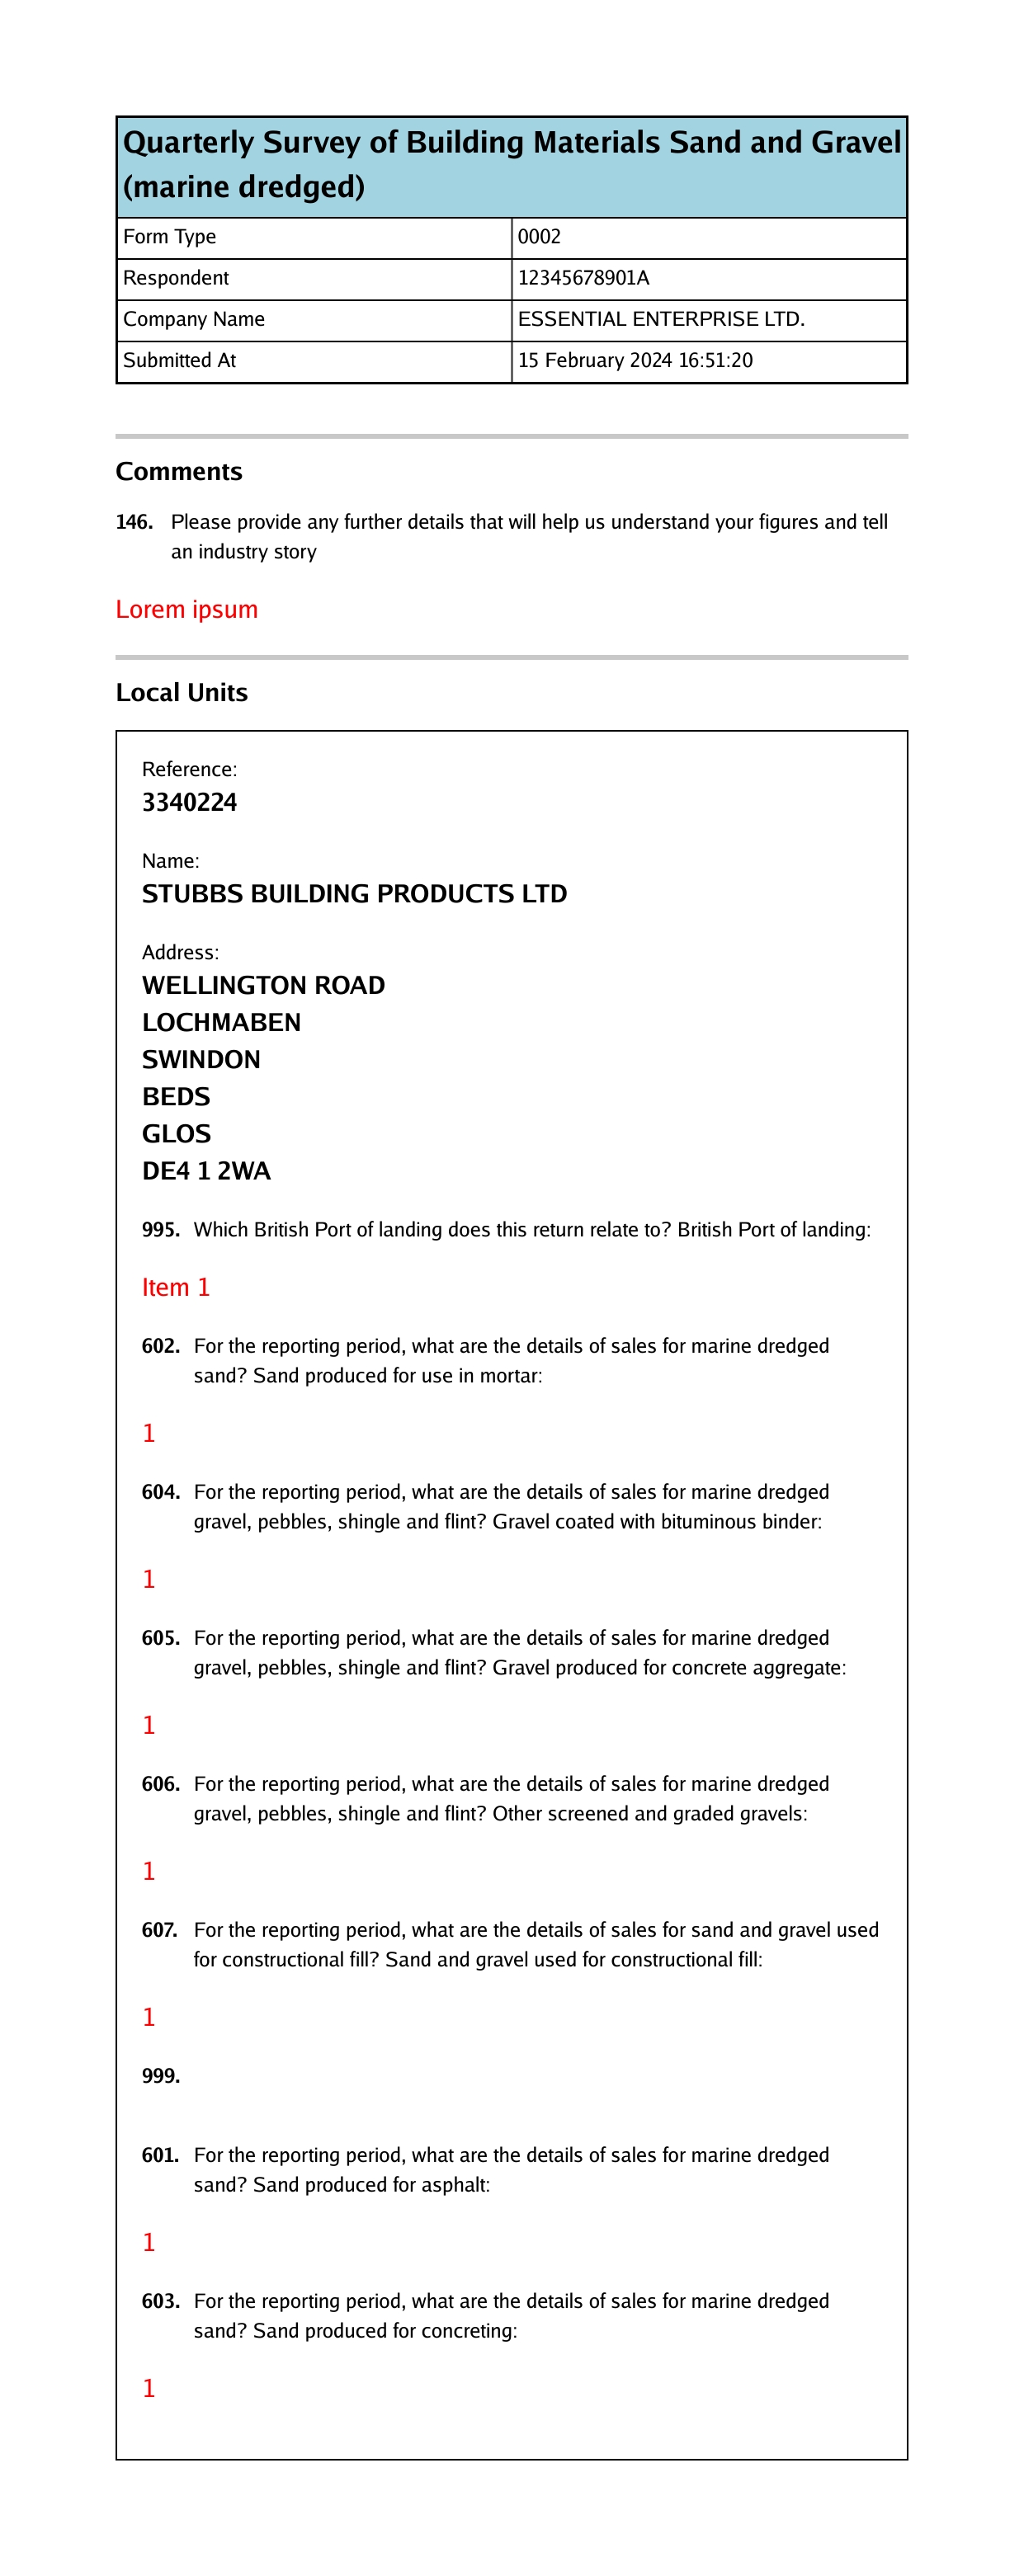 Quarterly Survey of Building Materials Sand and Gravel
(marine dredged)
Form Type 0002
Respondent 12345678901A
Company Name ESSENTIAL ENTERPRISE LTD.
Submitted At 15 February 2024 16:51:20
Comments
146. Please provide any further details that will help us understand your figures and tell
an industry story
Lorem ipsum
Local Units
Reference:
3340224
Name:
STUBBS BUILDING PRODUCTS LTD
Address:
WELLINGTON ROAD
LOCHMABEN
SWINDON
BEDS
GLOS
DE4 1 2WA
995. Which British Port of landing does this return relate to? British Port of landing:
Item 1
602. For the reporting period, what are the details of sales for marine dredged
sand? Sand produced for use in mortar:
1
604. For the reporting period, what are the details of sales for marine dredged
gravel, pebbles, shingle and flint? Gravel coated with bituminous binder:
1
605. For the reporting period, what are the details of sales for marine dredged
gravel, pebbles, shingle and flint? Gravel produced for concrete aggregate:
1
606. For the reporting period, what are the details of sales for marine dredged
gravel, pebbles, shingle and flint? Other screened and graded gravels:
1
607. For the reporting period, what are the details of sales for sand and gravel used
for constructional fill? Sand and gravel used for constructional fill:
1
999.
601. For the reporting period, what are the details of sales for marine dredged
sand? Sand produced for asphalt:
1
603. For the reporting period, what are the details of sales for marine dredged
sand? Sand produced for concreting:
1